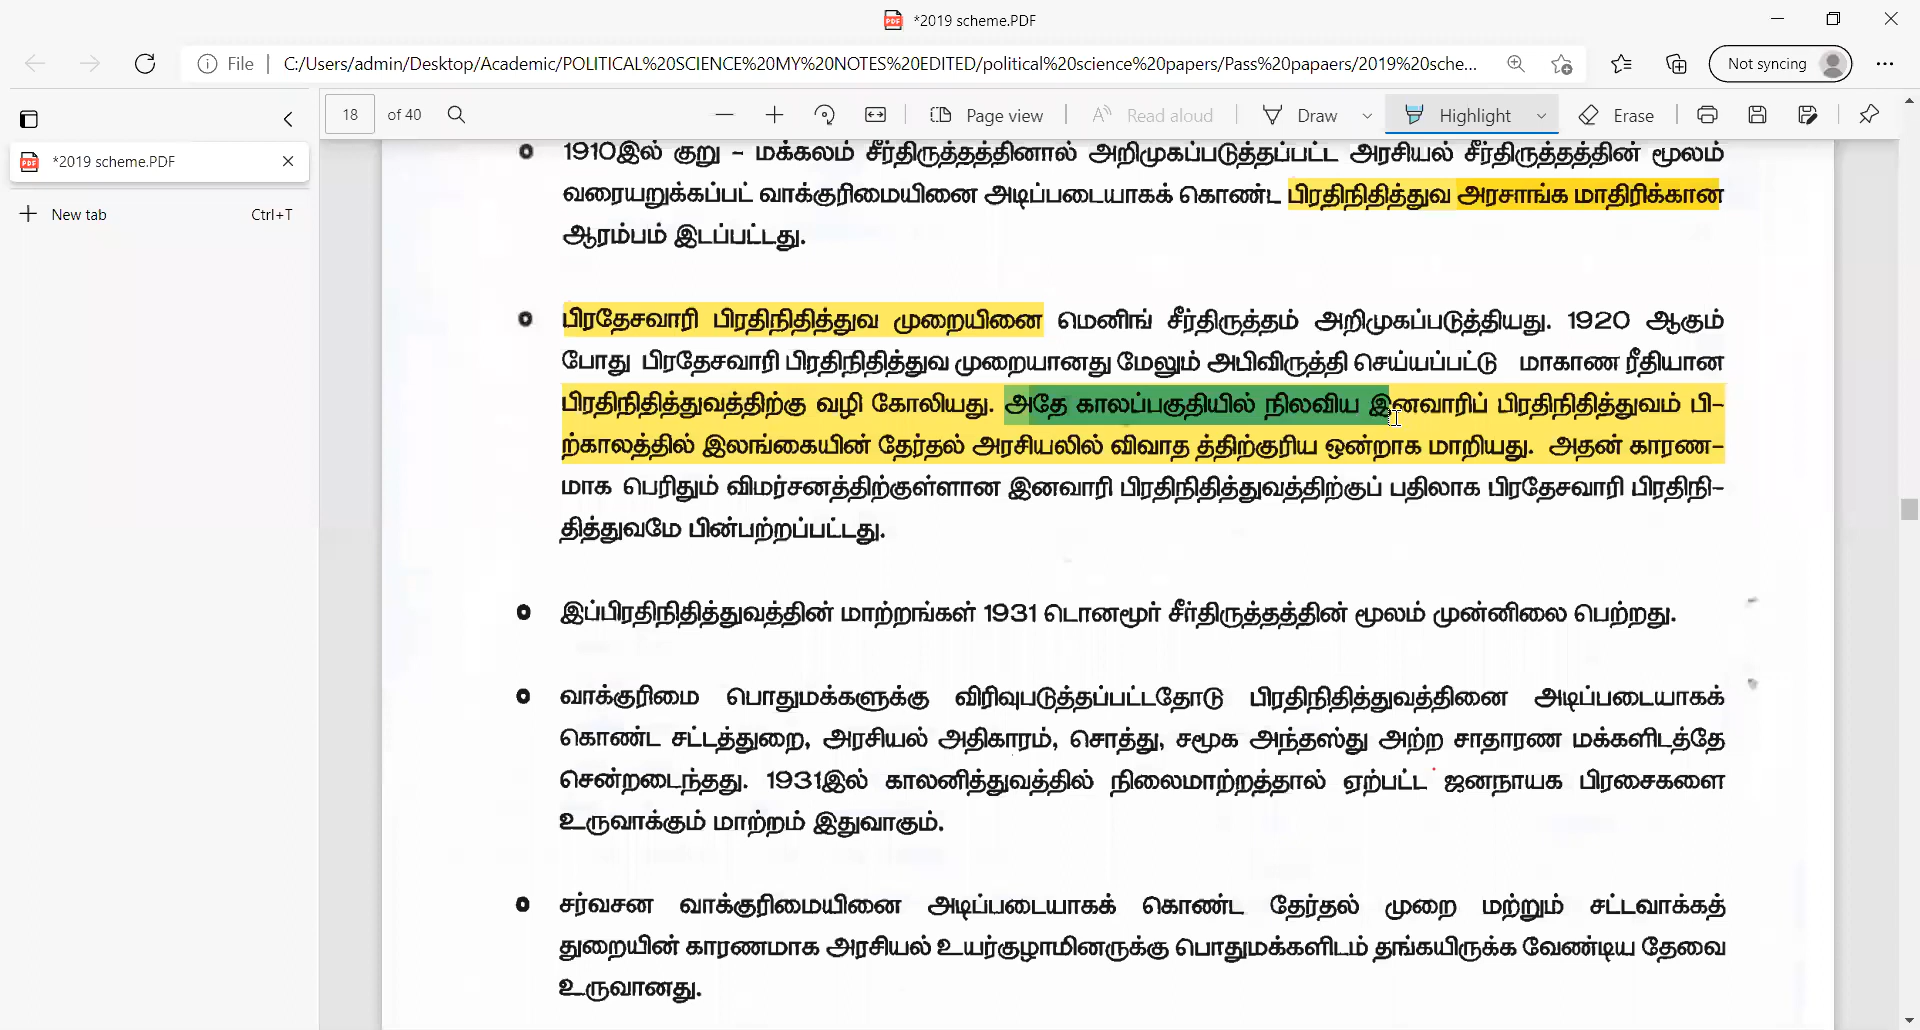 *2019 scheme.PDF
File
C:/Users/admin/Desktop/Academic/POLITICAL%20SCIENCE%20MY%20NOTES%20EDITED/political%20science%20papers/Pass%20papaers/2019%20sche...
Not syncing
18 of 40
Page view
Read aloud
Draw
Highlight
Erase
*2019 scheme.PDF
New tab Ctrl+T
1910இல் குறு – மக்கலம் சீர்திருத்தத்தினால் அறிமுகப்படுத்தப்பட்ட அரசியல் சீர்திருத்தத்தின் மூலம்
வரையறுக்கப்பட் வாக்குரிமையினை அடிப்படையாகக் கொண்ட பிரதிநிதித்துவ அரசாங்க மாதிரிக்கான
ஆரம்பம் இடப்பட்டது.
பிரதேசவாரி பிரதிநிதித்துவ முறையினை மெனிங் சீர்திருத்தம் அறிமுகப்படுத்தியது. 1920 ஆகும்
போது பிரதேசவாரி பிரதிநிதித்துவ முறையானது மேலும் அபிவிருத்தி செய்யப்பட்டு மாகாண ரீதியான
பிரதிநிதித்துவத்திற்கு வழி கோலியது. அதே காலப்பகுதியில் நிலவிய இனவாரிப் பிரதிநிதித்துவம் பி–
ற்காலத்தில் இலங்கையின் தேர்தல் அரசியலில் விவாத த்திற்குரிய ஒன்றாக மாறியது. அதன் காரண–
மாக பெரிதும் விமர்சனத்திற்குள்ளான இனவாரி பிரதிநிதித்துவத்திற்குப் பதிலாக பிரதேசவாரி பிரதிநி–
தித்துவமே பின்பற்றப்பட்டது.
இப்பிரதிநிதித்துவத்தின் மாற்றங்கள் 1931 டொனமூர் சீர்திருத்தத்தின் மூலம் முன்னிலை பெற்றது.
வாக்குரிமை பொதுமக்களுக்கு விரிவுபடுத்தப்பட்டதோடு பிரதிநிதித்துவத்தினை அடிப்படையாகக்
கொண்ட சட்டத்துறை, அரசியல் அதிகாரம், சொத்து, சமூக அந்தஸ்து அற்ற சாதாரண மக்களிடத்தே
சென்றடைந்தது. 1931இல் காலனித்துவத்தில் நிலைமாற்றத்தால் ஏற்பட்ட ஜனநாயக பிரசைகளை
உருவாக்கும் மாற்றம் இதுவாகும்.
சர்வசன வாக்குரிமையினை அடிப்படையாகக் கொண்ட தேர்தல் முறை மற்றும் சட்டவாக்கத்
துறையின் காரணமாக அரசியல் உயர்குழாமினருக்கு பொதுமக்களிடம் தங்கயிருக்க வேண்டிய தேவை
உருவானது.